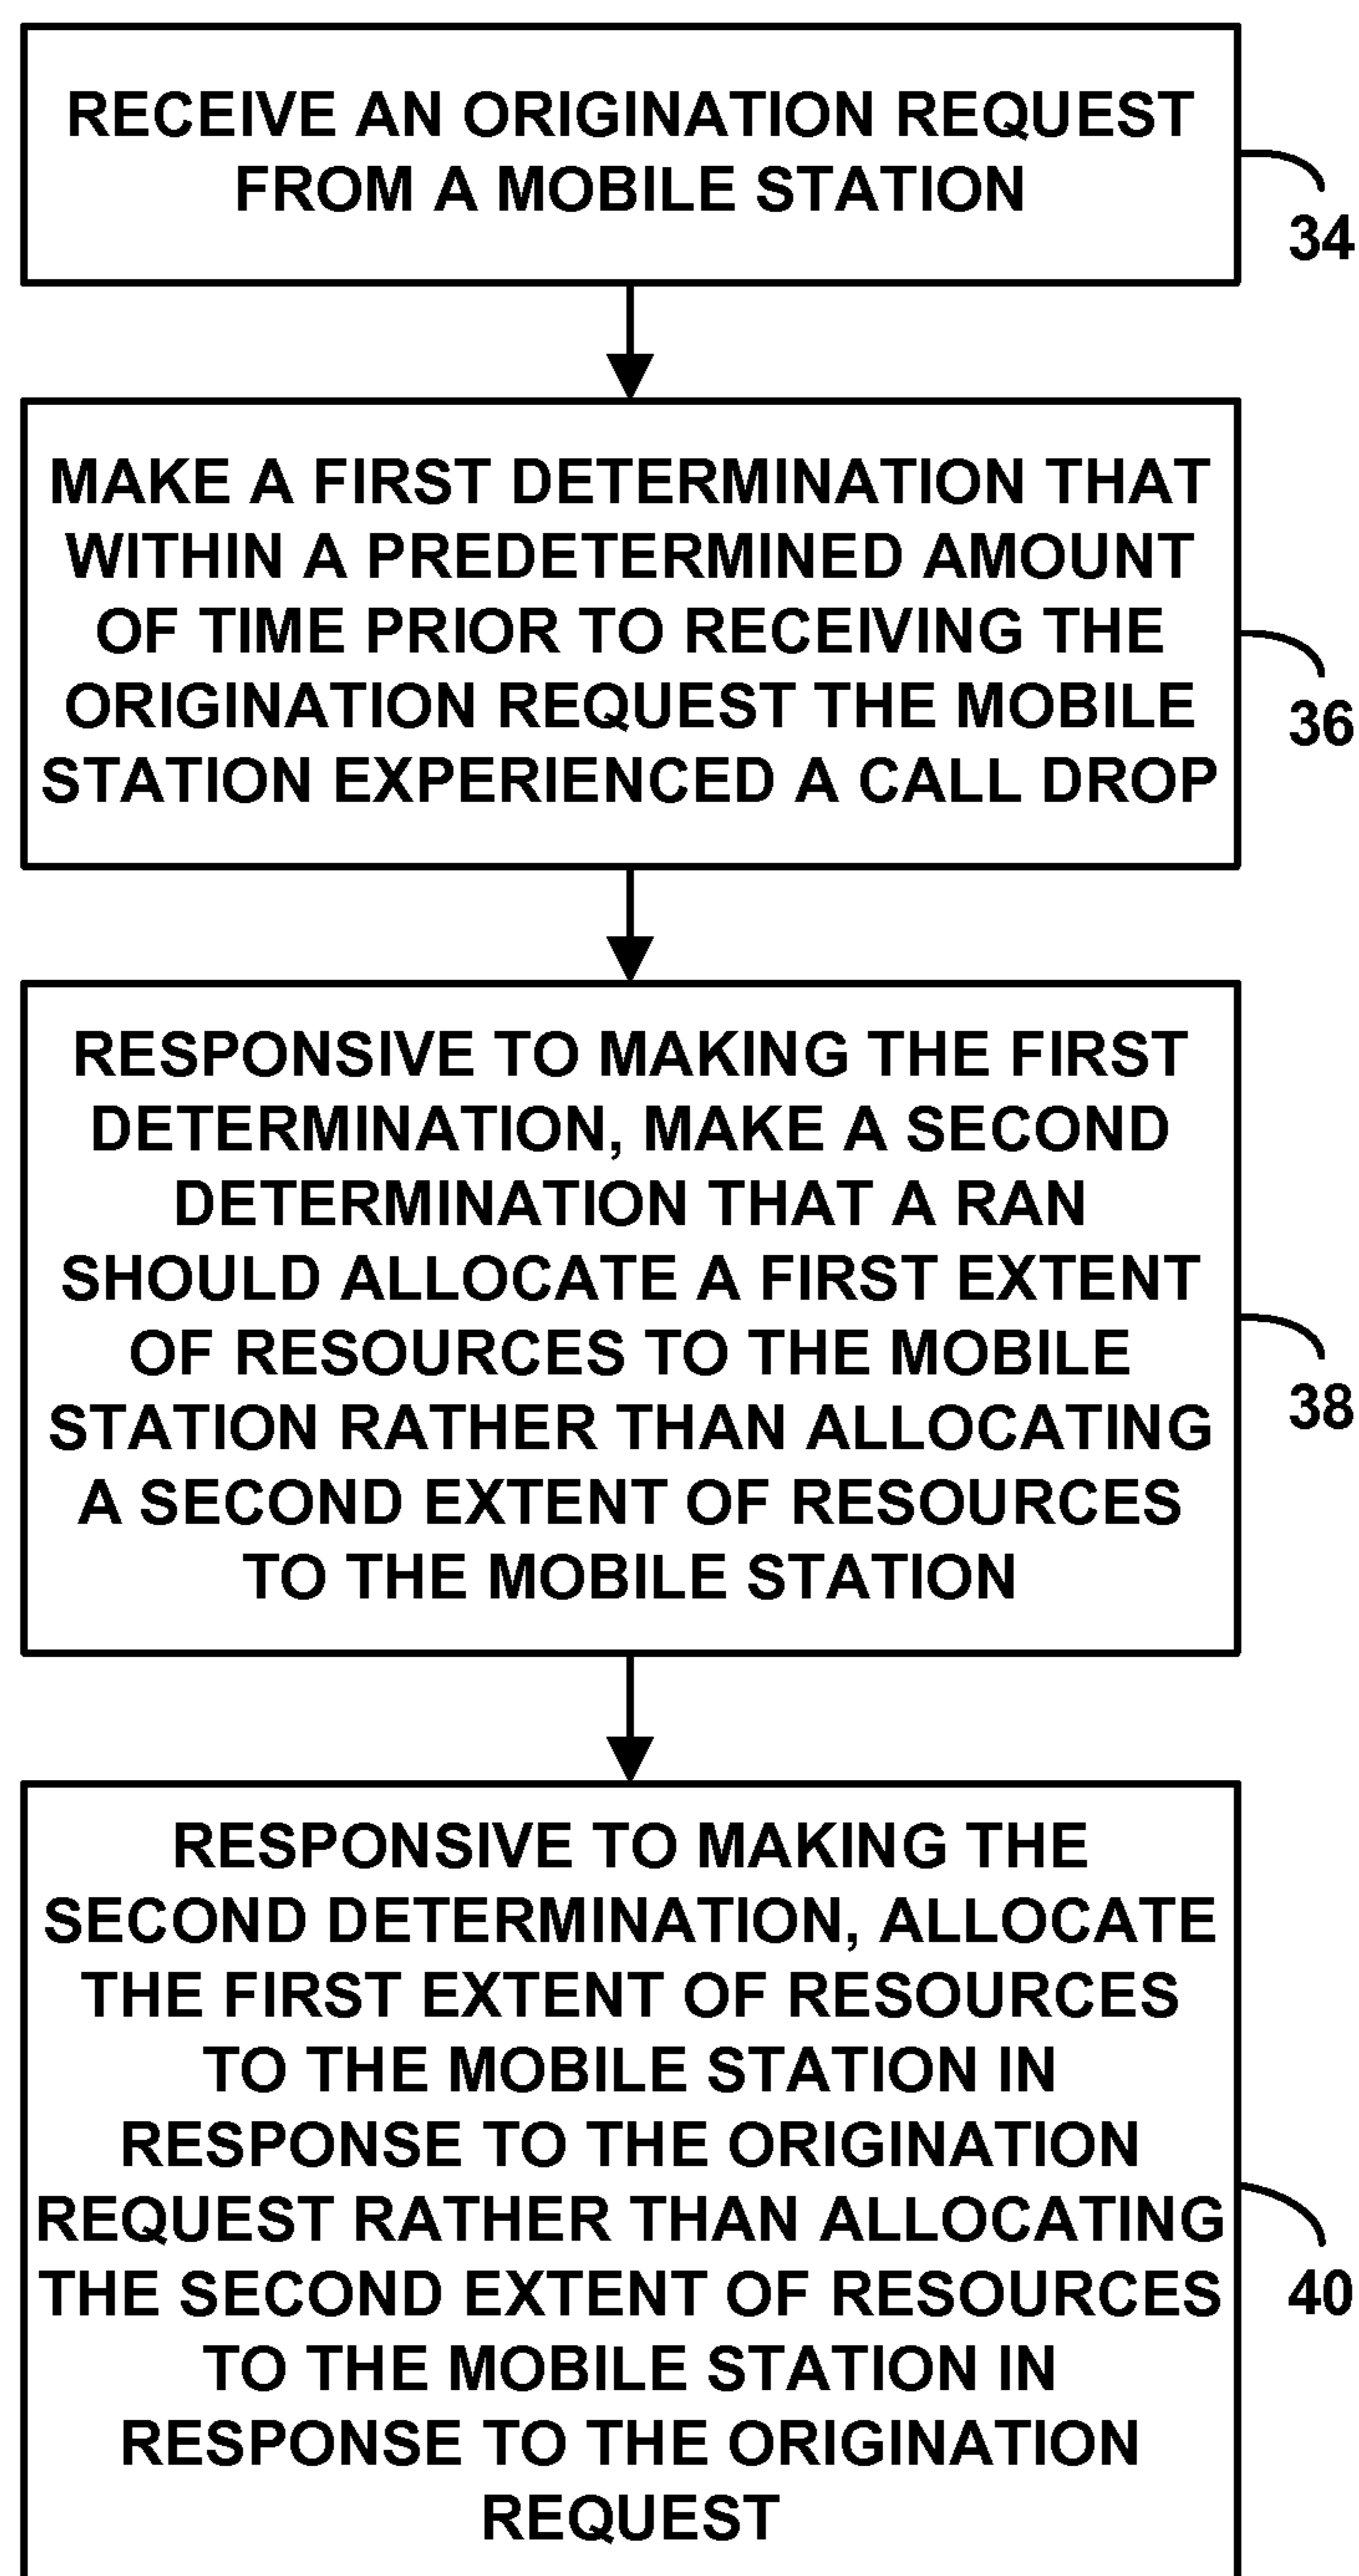 RECEIVE AN ORIGINATION REQUEST
FROM A MOBILE STATION
34
MAKE A FIRST DETERMINATION THAT
WITHIN A PREDETERMINED AMOUNT
OF TIME PRIOR TO RECEIVING THE
ORIGINATION REQUEST THE MOBILE
STATION EXPERIENCED A CALL DROP
36
RESPONSIVE TO MAKING THE FIRST
DETERMINATION, MAKE A SECOND
DETERMINATION THAT A RAN
SHOULD ALLOCATE A FIRST EXTENT
OF RESOURCES TO THE MOBILE
STATION RATHER THAN ALLOCATING
A SECOND EXTENT OF RESOURCES
TO THE MOBILE STATION
38
RESPONSIVE TO MAKING THE
SECOND DETERMINATION, ALLOCATE
THE FIRST EXTENT OF RESOURCES
TO THE MOBILE STATION IN
RESPONSE TO THE ORIGINATION
REQUEST RATHER THAN ALLOCATING
THE SECOND EXTENT OF RESOURCES
TO THE MOBILE STATION IN
RESPONSE TO THE ORIGINATION
REQUEST
40